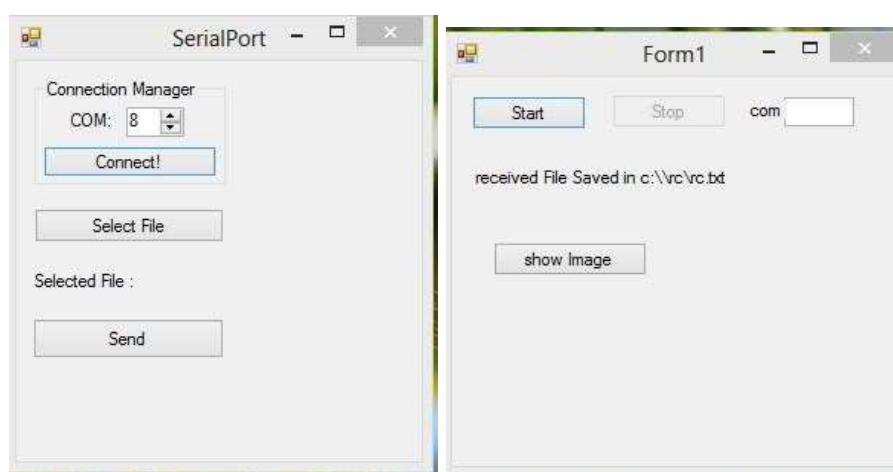 SerialPort
Connection Manager
COM: 8
Connect!
Select File
Selected File :
Send
Form1
Start Stop com
received File Saved in c:\\rc\rc.txt
show Image